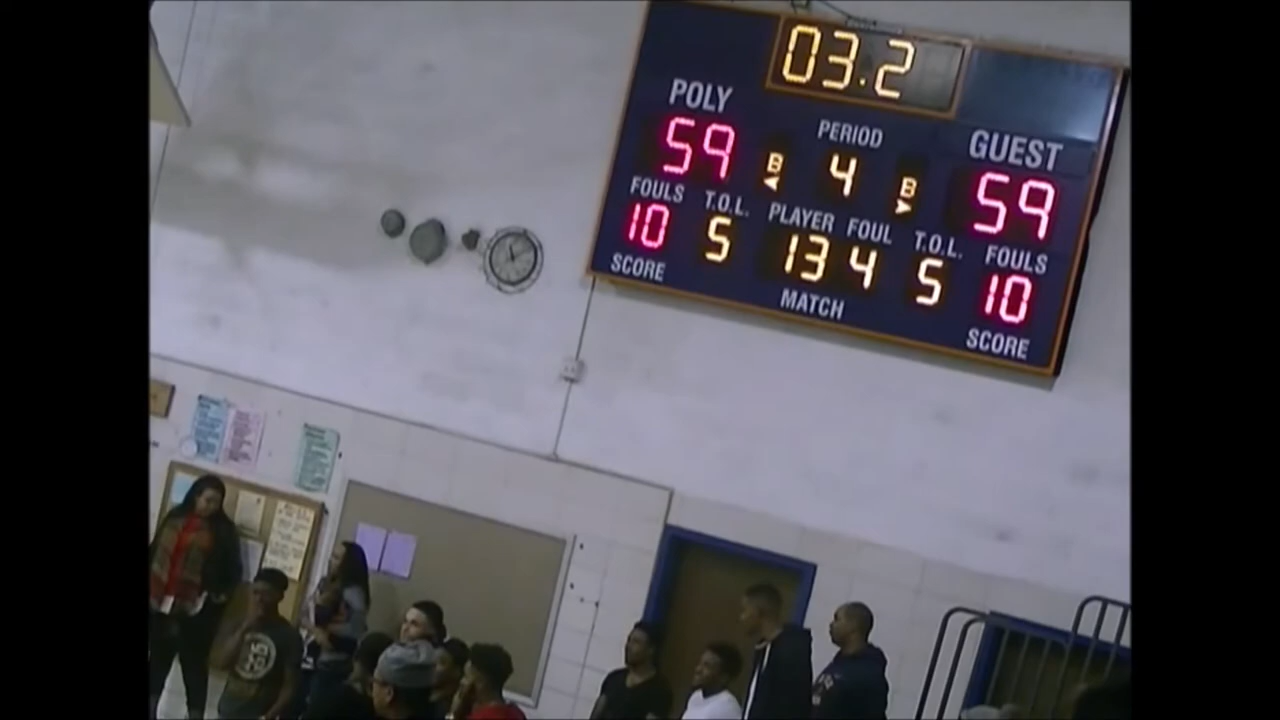 03.2
POLY PERIOD GUEST
59 B 4 B 59
FOULS T.O.L. PLAYER FOUL T.O.L. FOULS
10 5 13 4 5 10
SCORE MATCH SCORE